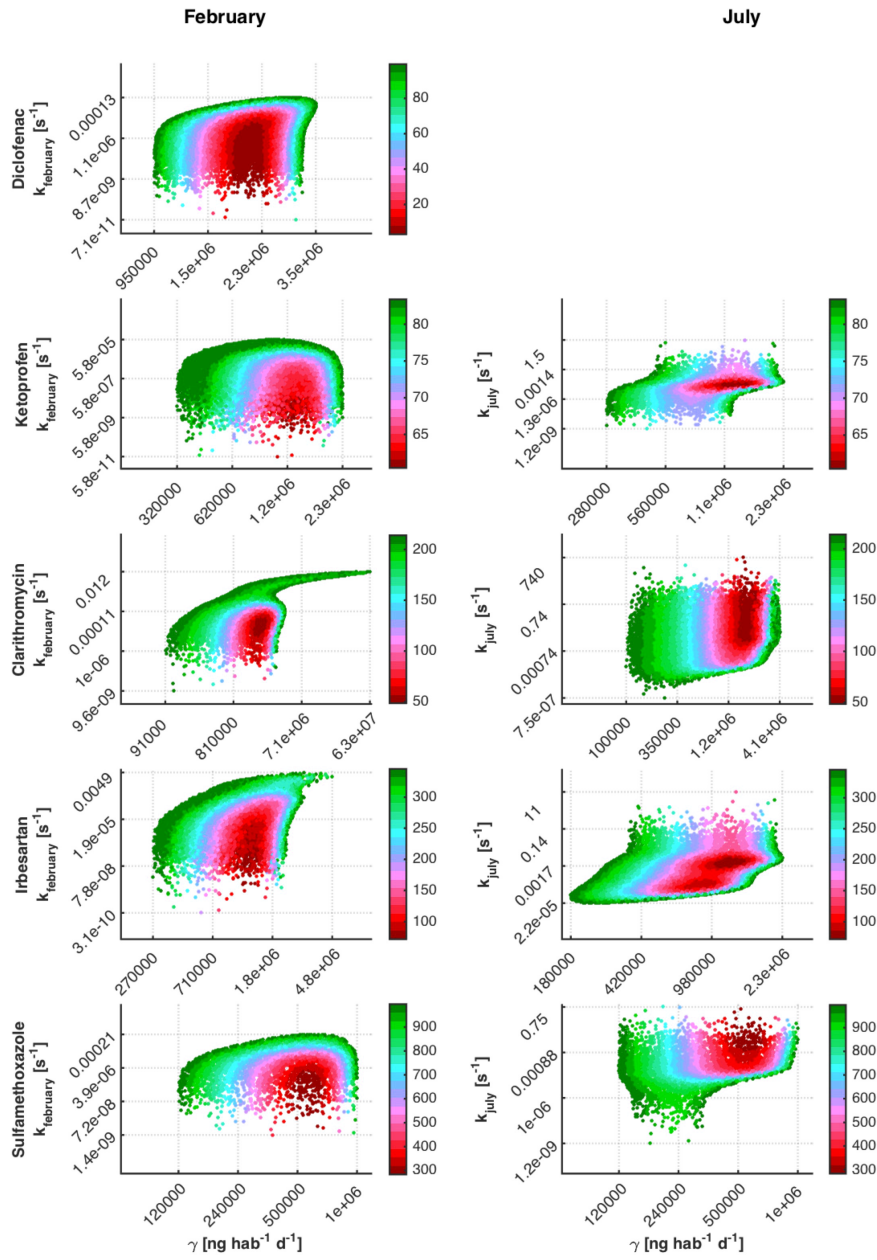 February
July
Diclofenac
k_february [s⁻¹]
0.00013
1.1e-06
8.7e-09
7.1e-11
950000
1.5e+06
2.3e+06
3.5e+06
80
60
40
20
Ketoprofen
k_february [s⁻¹]
5.8e-05
5.8e-07
5.8e-09
5.8e-11
320000
620000
1.2e+06
2.3e+06
80
75
70
65
k_july [s⁻¹]
1.5
0.0014
1.3e-06
1.2e-09
280000
560000
1.1e+06
2.3e+06
80
75
70
65
Clarithromycin
k_february [s⁻¹]
0.012
0.00011
1e-06
9.6e-09
91000
810000
7.1e+06
6.3e+07
200
150
100
50
k_july [s⁻¹]
740
0.74
0.00074
7.5e-07
100000
350000
1.2e+06
4.1e+06
200
150
100
50
Irbesartan
k_february [s⁻¹]
0.0049
1.9e-05
7.8e-08
3.1e-10
270000
710000
1.8e+06
4.8e+06
300
250
200
150
100
k_july [s⁻¹]
11
0.14
0.0017
2.2e-05
180000
420000
980000
2.3e+06
300
250
200
150
100
Sulfamethoxazole
k_february [s⁻¹]
0.00021
3.9e-06
7.2e-08
1.4e-09
120000
240000
500000
1e+06
γ [ng hab⁻¹ d⁻¹]
900
800
700
600
500
400
300
k_july [s⁻¹]
0.75
0.00088
1e-06
1.2e-09
120000
240000
500000
1e+06
γ [ng hab⁻¹ d⁻¹]
900
800
700
600
500
400
300